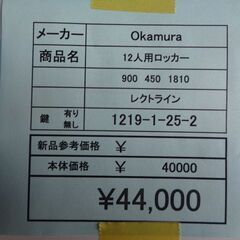 メーカー Okamura
商品名 12人用ロッカー
900 450 1810
レクトライン
鍵 有り 無し 1219-1-25-2
新品参考価格 ¥
本体価格 ¥ 40000
¥44,000